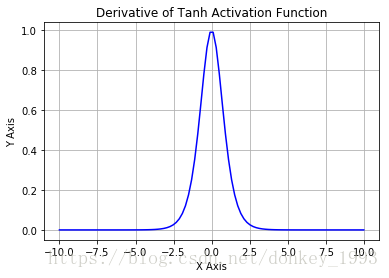 Derivative of Tanh Activation Function
1.0
0.8
0.6
0.4
0.2
0.0
Y Axis
−10.0 −7.5 −5.0 −2.5 0.0 2.5 5.0 7.5 10.0
X Axis
https://blog.csdn.net/donkey_1993